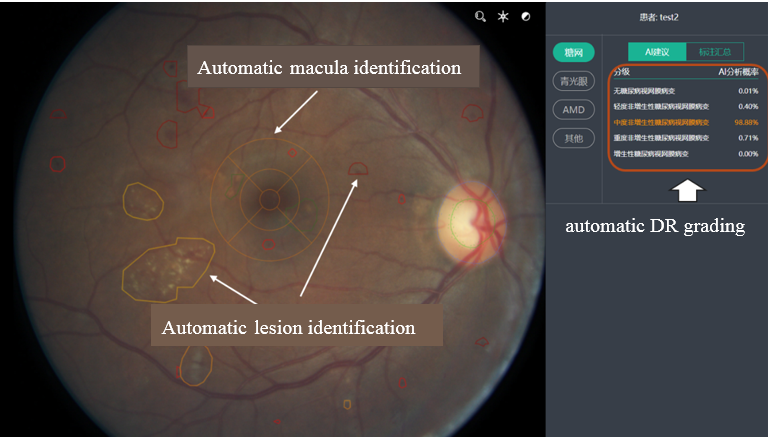 患者: test2
Automatic macula identification
糖网
AI建议
标注汇总
分级 AI分析概率
青光眼
无糖尿病视网膜病变 0.01%
轻度非增生性糖尿病视网膜病变 0.40%
AMD
中度非增生性糖尿病视网膜病变 98.88%
其他
重度非增生性糖尿病视网膜病变 0.71%
增生性糖尿病视网膜病变 0.00%
automatic DR grading
Automatic lesion identification